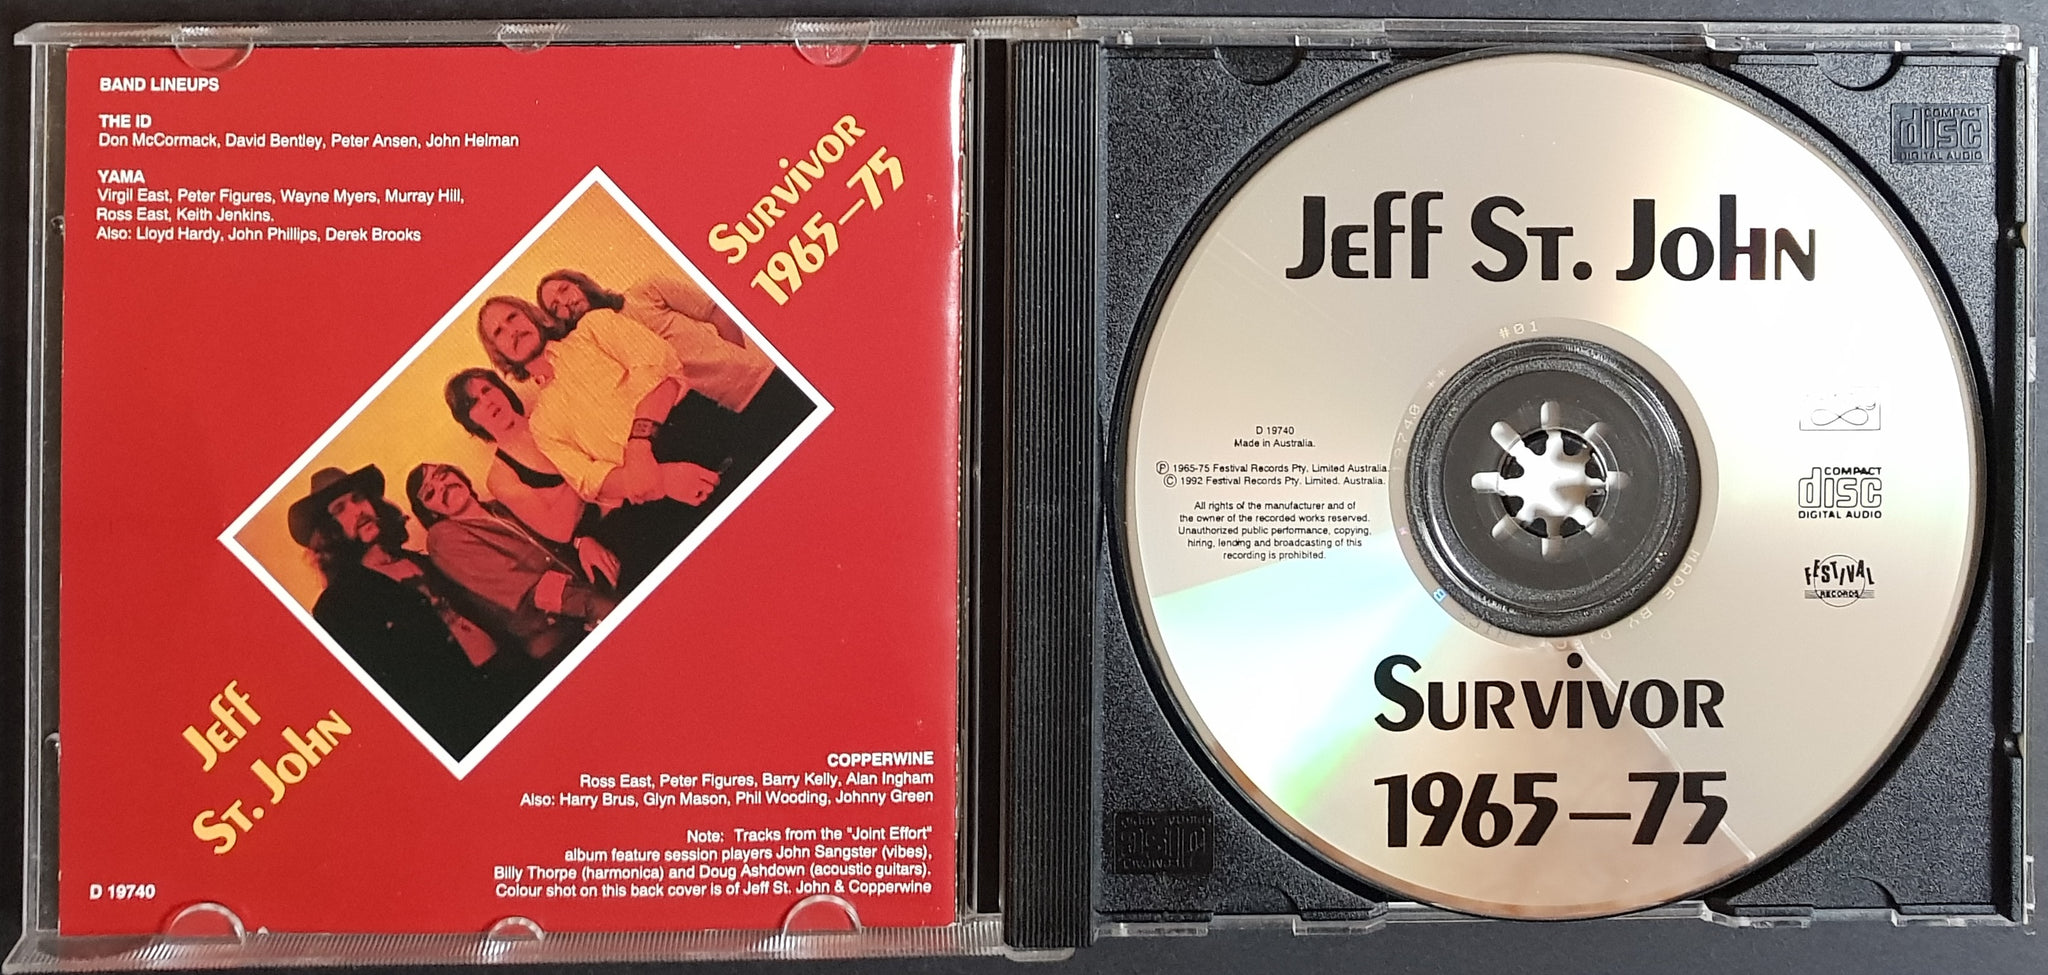 BAND LINEUPS
THE ID
Don McCormack, David Bentley, Peter Ansen, John Helman
YAMA
Virgil East, Peter Figures, Wayne Myers, Murray Hill,
Ross East, Keith Jenkins.
Also: Lloyd Hardy, John Phillips, Derek Brooks
Survivor
1965–75
Jeff
St. John
COPPERWINE
Ross East, Peter Figures, Barry Kelly, Alan Ingham
Also: Harry Brus, Glyn Mason, Phil Wooding, Johnny Green
Note: Tracks from the "Joint Effort"
album feature session players John Sangster (vibes),
Billy Thorpe (harmonica) and Doug Ashdown (acoustic guitars).
Colour shot on this back cover is of Jeff St. John & Copperwine
D 19740
Jeff St. John
#01
19740 **
MADE BY
D 19740
Made in Australia.
Ⓟ 1965-75 Festival Records Pty. Limited Australia.
Ⓒ 1992 Festival Records Pty. Limited. Australia.
All rights of the manufacturer and of
the owner of the recorded works reserved.
Unauthorized public performance, copying,
hiring, lending and broadcasting of this
recording is prohibited.
COMPACT
disc
DIGITAL AUDIO
FESTIVAL
RECORDS
Survivor
1965–75
COMPACT
disc
DIGITAL AUDIO